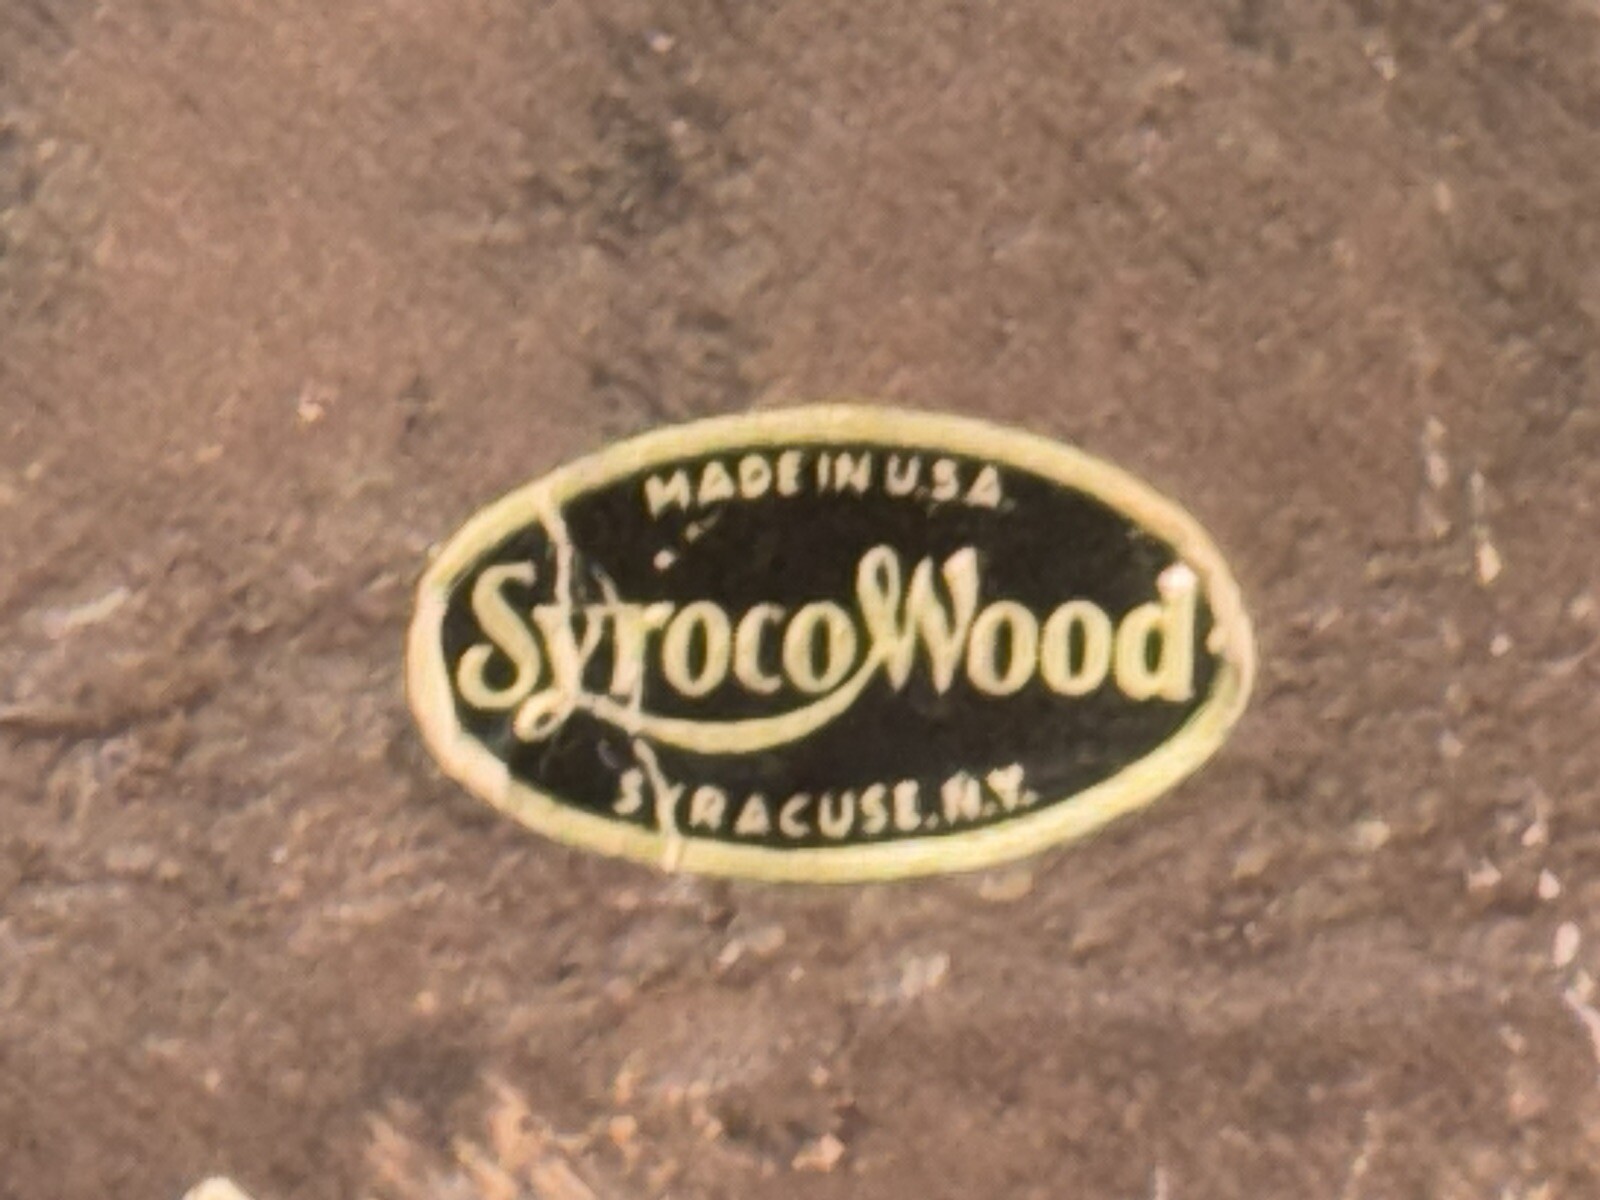 MADE IN U.S.A.
SyrocoWood
SYRACUSE, N.Y.